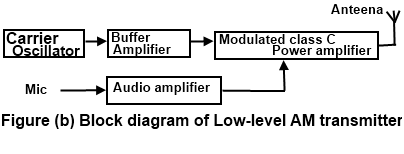 Anteena
Carrier
Oscillator
Buffer
Amplifier
Modulated class C
Power amplifier
Mic
Audio amplifier
Figure (b) Block diagram of Low-level AM transmitter